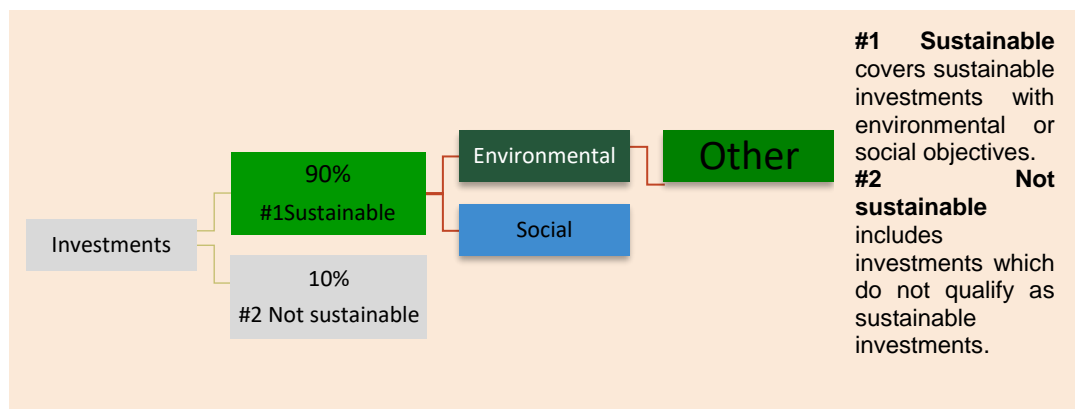 Investments
90%
#1Sustainable
10%
#2 Not sustainable
Environmental
Social
Other
#1 Sustainable
covers sustainable
investments with
environmental or
social objectives.
#2 Not
sustainable
includes
investments which
do not qualify as
sustainable
investments.